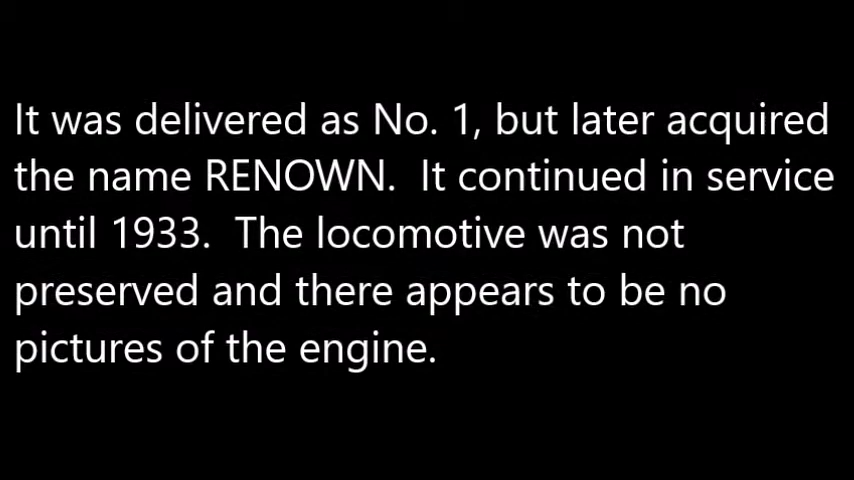 It was delivered as No. 1, but later acquired
the name RENOWN.  It continued in service
until 1933.  The locomotive was not
preserved and there appears to be no
pictures of the engine.